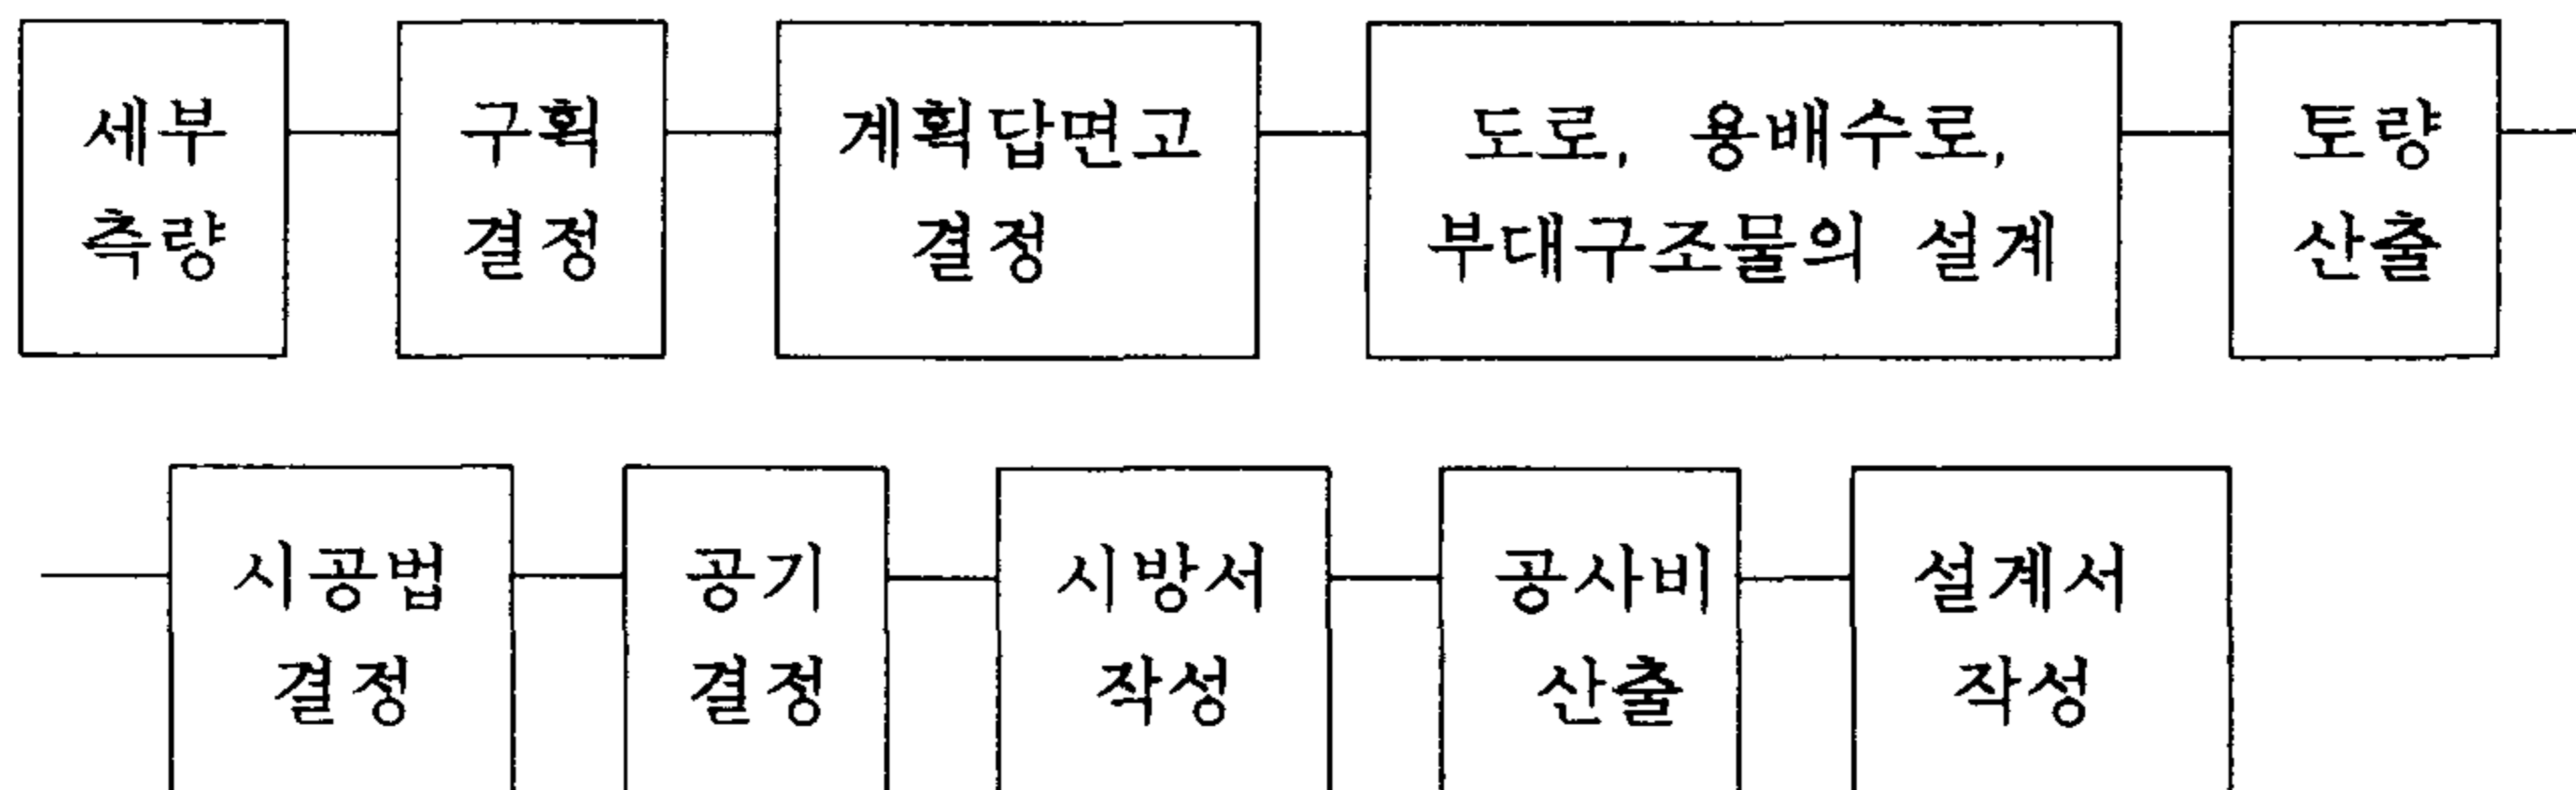 세부
측량
구획
결정
계획답면고
결정
도로, 용배수로,
부대구조물의 설계
토량
산출
시공법
결정
공기
결정
시방서
작성
공사비
산출
설계서
작성